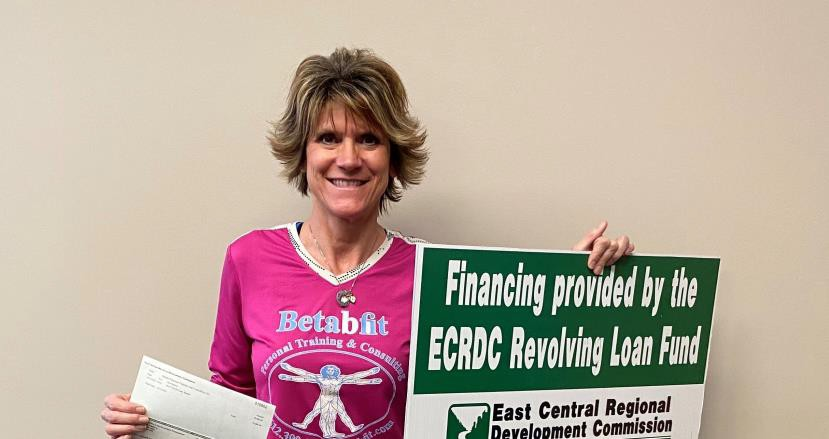 Betabfit
Personal Training & Consulting
Financing provided by the
ECRDC Revolving Loan Fund
East Central Regional
Development Commission